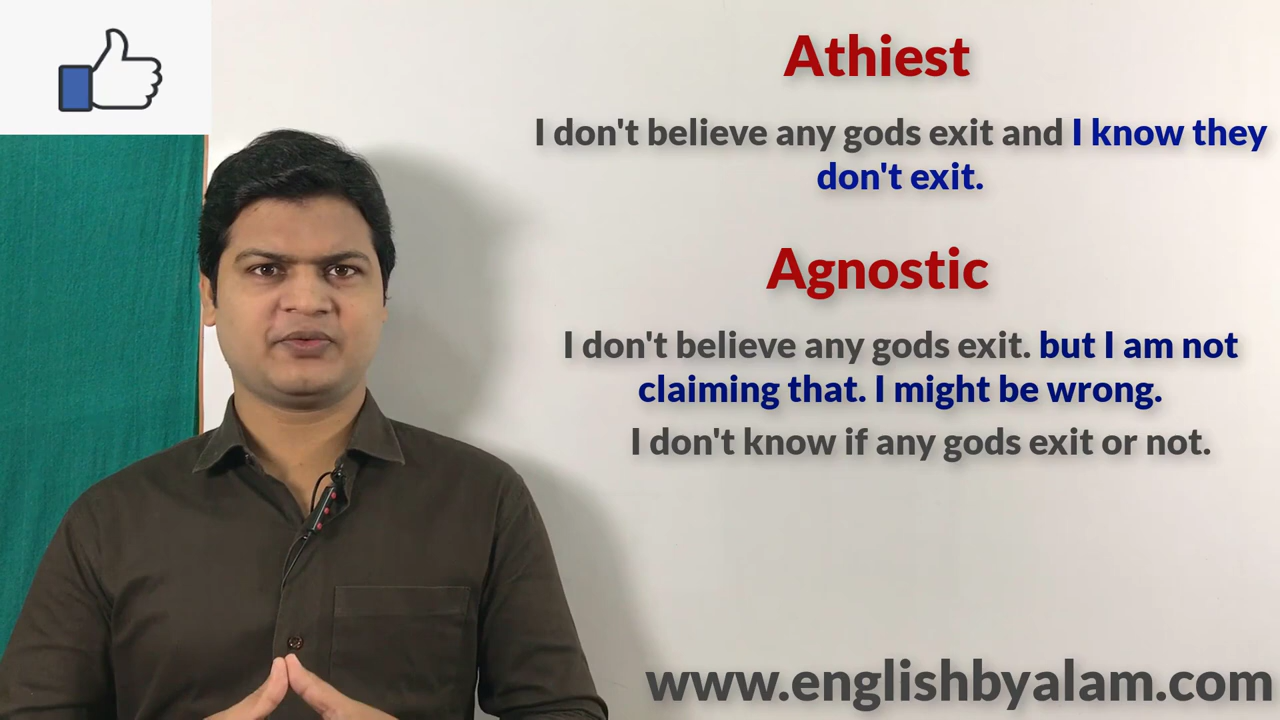 Athiest
I don't believe any gods exit and I know they
don't exit.
Agnostic
I don't believe any gods exit. but I am not
claiming that. I might be wrong.
I don't know if any gods exit or not.
www.englishbyalam.com